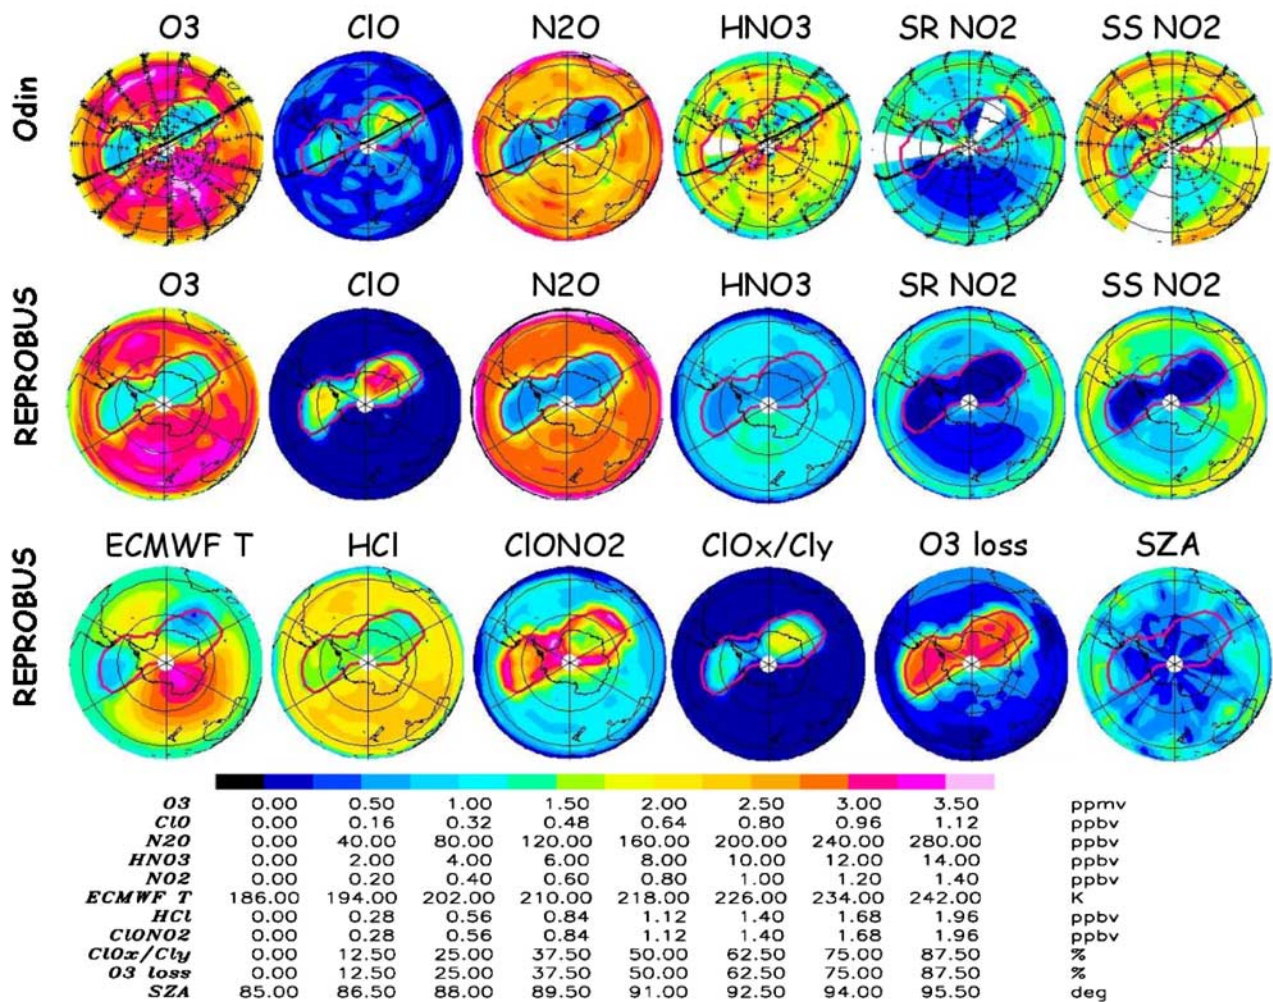 O3 ClO N2O HNO3 SR NO2 SS NO2
Odin
O3 ClO N2O HNO3 SR NO2 SS NO2
REPROBUS
ECMWF T HCl ClONO2 ClOx/Cly O3 loss SZA
REPROBUS
O3 0.00 0.50 1.00 1.50 2.00 2.50 3.00 3.50 ppmv
ClO 0.00 0.16 0.32 0.48 0.64 0.80 0.96 1.12 ppbv
N2O 0.00 40.00 80.00 120.00 160.00 200.00 240.00 280.00 ppbv
HNO3 0.00 2.00 4.00 6.00 8.00 10.00 12.00 14.00 ppbv
NO2 0.00 0.20 0.40 0.60 0.80 1.00 1.20 1.40 ppbv
ECMWF T 186.00 194.00 202.00 210.00 218.00 226.00 234.00 242.00 K
HCl 0.00 0.28 0.56 0.84 1.12 1.40 1.68 1.96 ppbv
ClONO2 0.00 0.28 0.56 0.84 1.12 1.40 1.68 1.96 ppbv
ClOx/Cly 0.00 12.50 25.00 37.50 50.00 62.50 75.00 87.50 %
O3 loss 0.00 12.50 25.00 37.50 50.00 62.50 75.00 87.50 %
SZA 85.00 86.50 88.00 89.50 91.00 92.50 94.00 95.50 deg